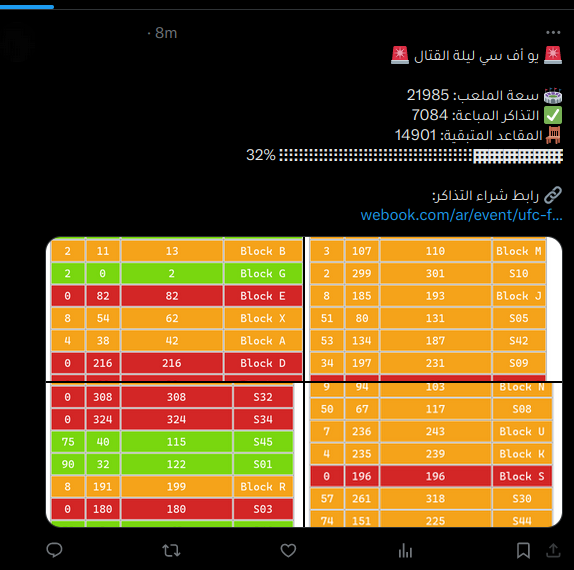 8m ·
🚨 يو أف سي ليلة القتال 🚨
🏟️ سعة الملعب: 21985
✅ التذاكر المباعة: 7084
🪑المقاعد المتبقية: 14901
32%
🔗 رابط شراء التذاكر:
webook.com/ar/event/ufc-f...
2 11 13 Block B
2 0 2 Block G
0 82 82 Block E
8 54 62 Block X
4 38 42 Block A
0 216 216 Block D
3 107 110 Block M
2 299 301 S10
8 185 193 Block J
51 80 131 S05
53 134 187 S42
34 197 231 S09
0 308 308 S32
0 324 324 S34
75 40 115 S45
90 32 122 S01
8 191 199 Block R
0 180 180 S03
9 94 103 Block N
50 67 117 S08
7 236 243 Block U
4 235 239 Block K
0 196 196 Block S
57 261 318 S30
74 151 225 S44